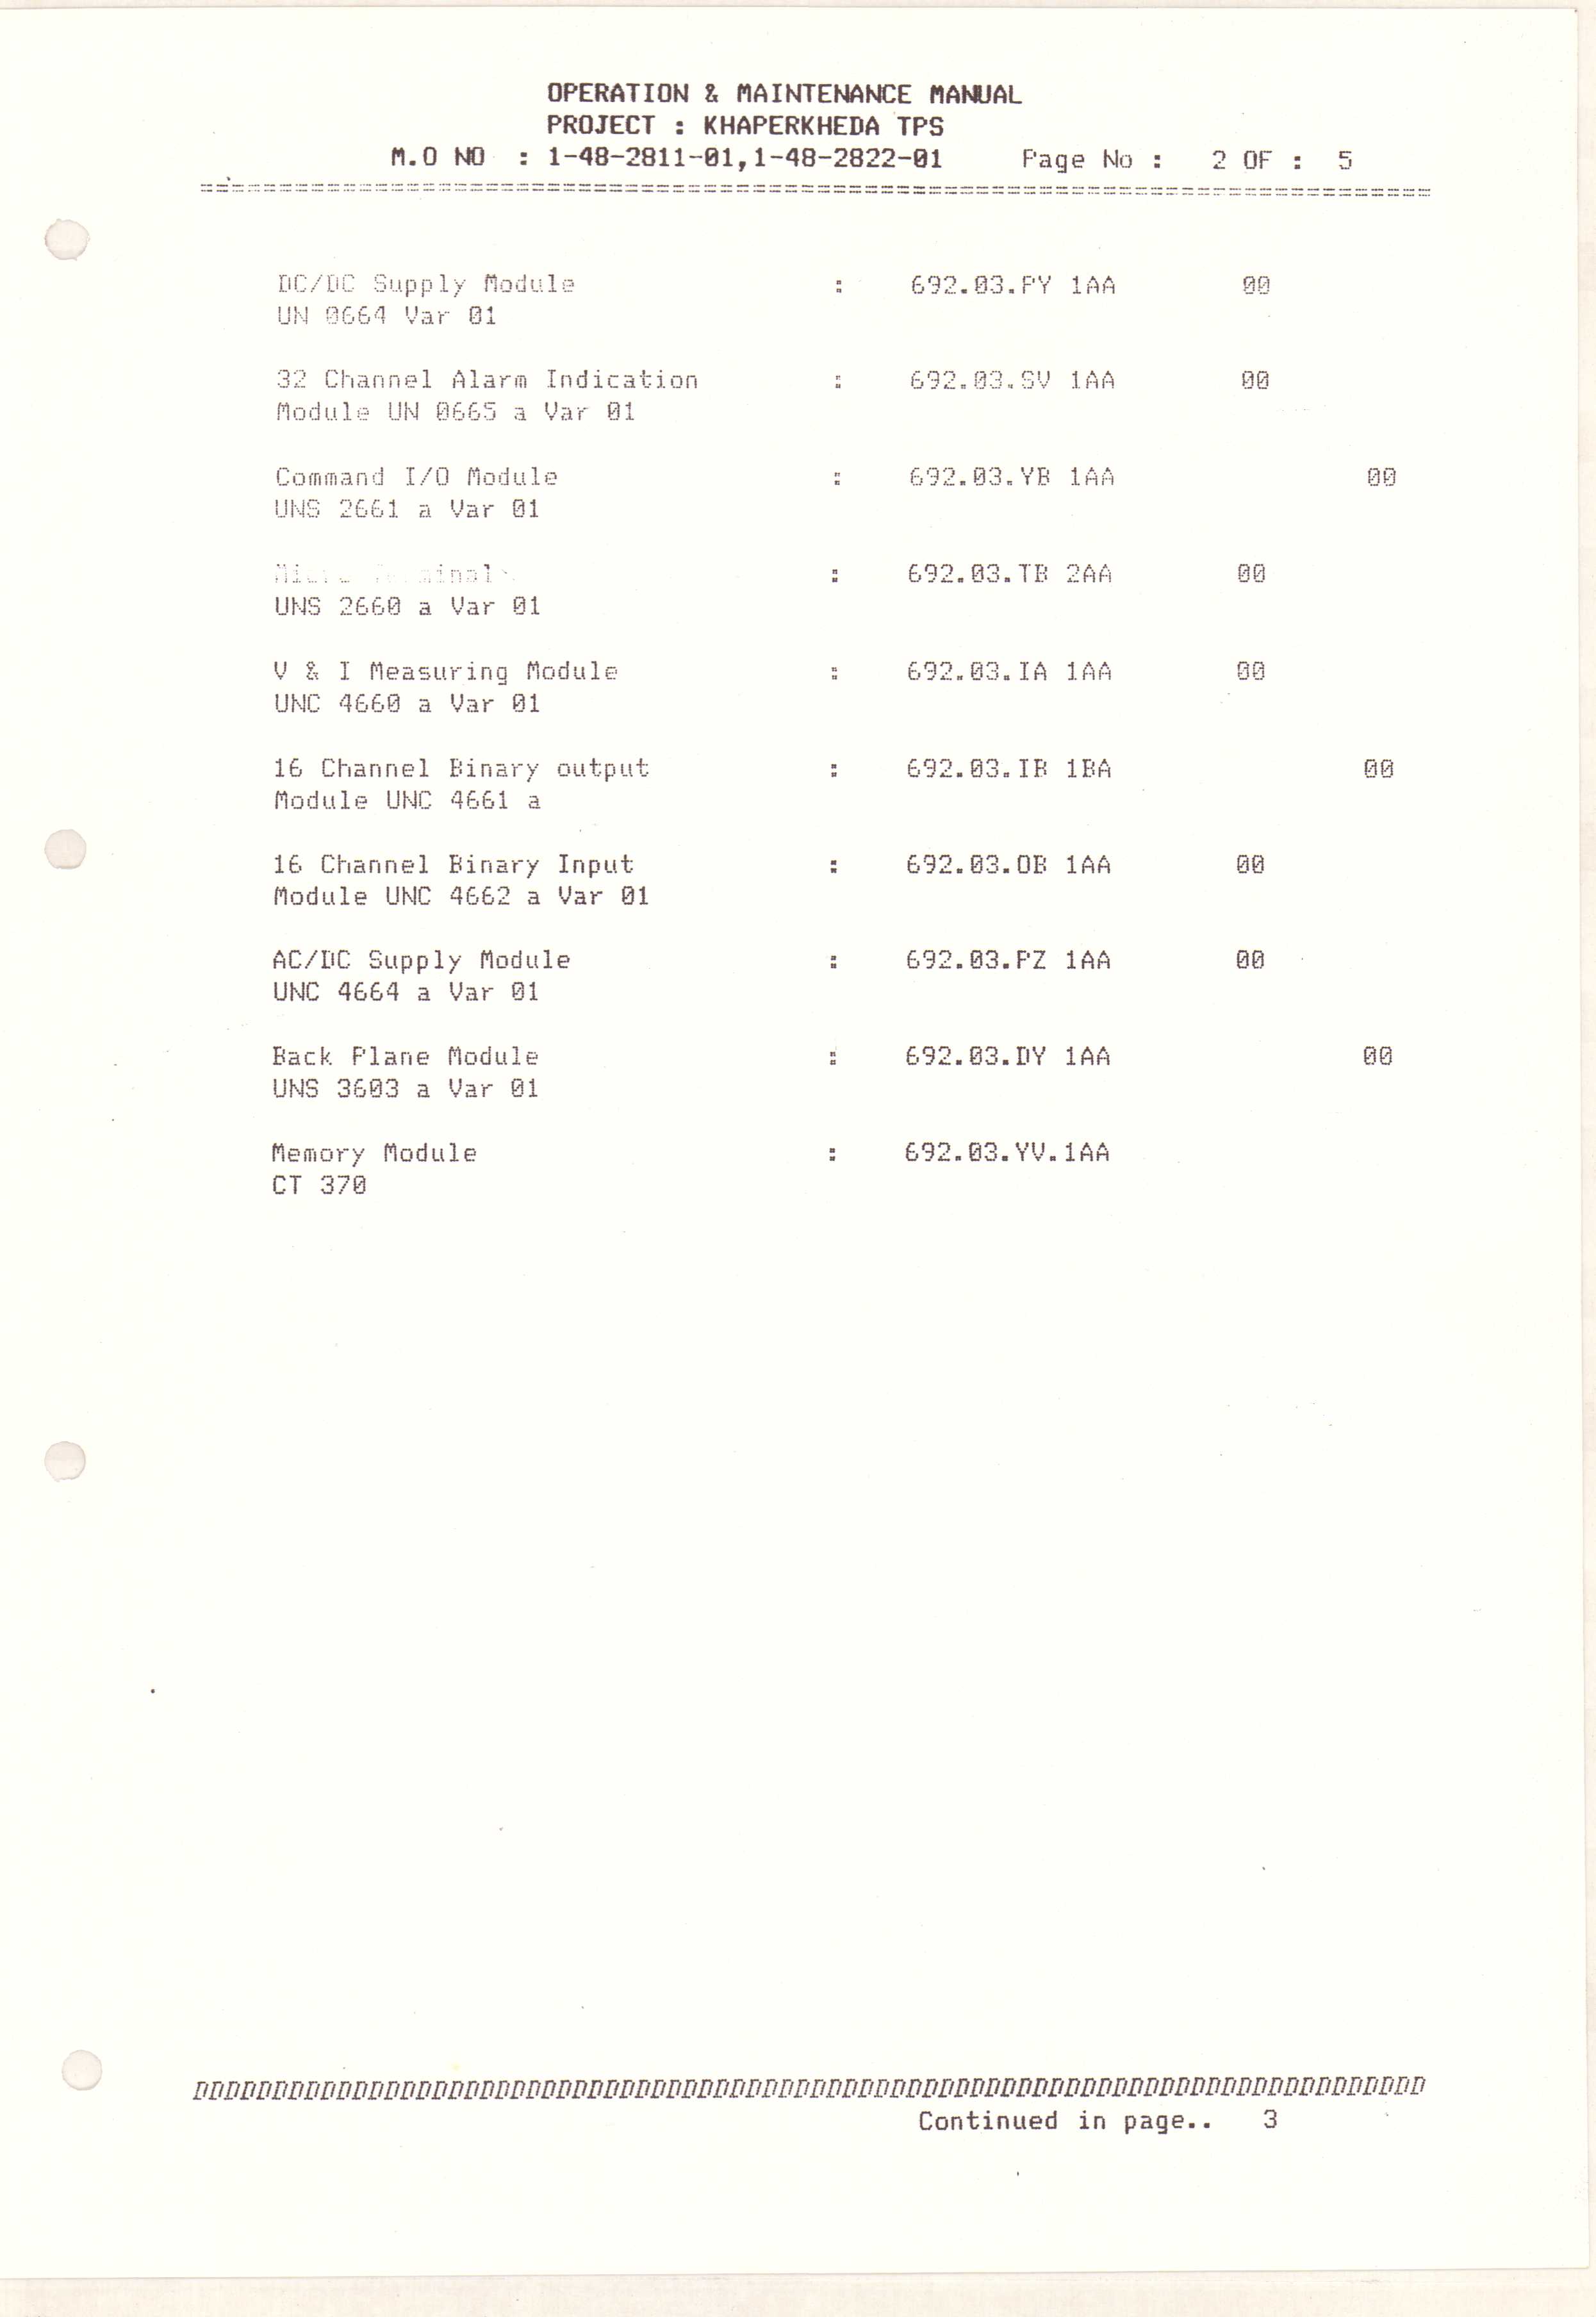 OPERATION & MAINTENANCE MANUAL
PROJECT : KHAPERKHEDA TPS
M.O NO : 1-48-2811-01,1-48-2822-01 Page No : 2 OF : 5
DC/DC Supply Module : 692.03.PY 1AA 00
UN 0664 Var 01
32 Channel Alarm Indication : 692.03.SV 1AA 00
Module UN 0665 a Var 01
Command I/O Module : 692.03.YB 1AA 00
UNS 2661 a Var 01
: 692.03.TB 2AA 00
UNS 2660 a Var 01
V & I Measuring Module : 692.03.IA 1AA 00
UNC 4660 a Var 01
16 Channel Binary output : 692.03.IB 1BA 00
Module UNC 4661 a
16 Channel Binary Input : 692.03.OB 1AA 00
Module UNC 4662 a Var 01
AC/DC Supply Module : 692.03.PZ 1AA 00
UNC 4664 a Var 01
Back Plane Module : 692.03.DY 1AA 00
UNS 3603 a Var 01
Memory Module : 692.03.YV.1AA
CT 370
Continued in page.. 3